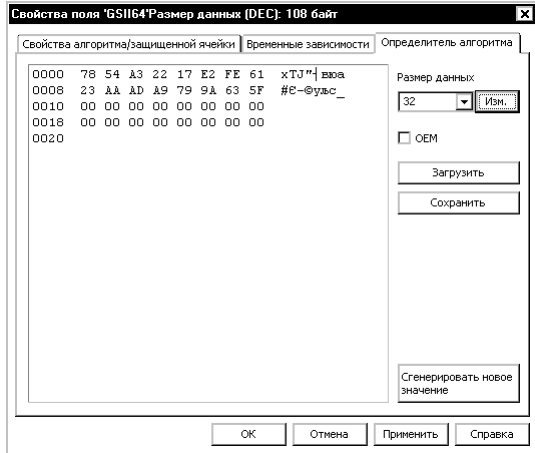 Свойства поля 'GSII64'Размер данных (DEC): 108 байт
Свойства алгоритма/защищенной ячейки Временные зависимости Определитель алгоритма
0000 78 54 A3 22 17 E2 FE 61 xTJ"┤вюa
0008 23 AA AD A9 79 9A 63 5F #Є-©yљc_
0010 00 00 00 00 00 00 00 00
0018 00 00 00 00 00 00 00 00
0020
Размер данных
32 Изм.
OEM
Загрузить
Сохранить
Сгенерировать новое
значение
OK Отмена Применить Справка